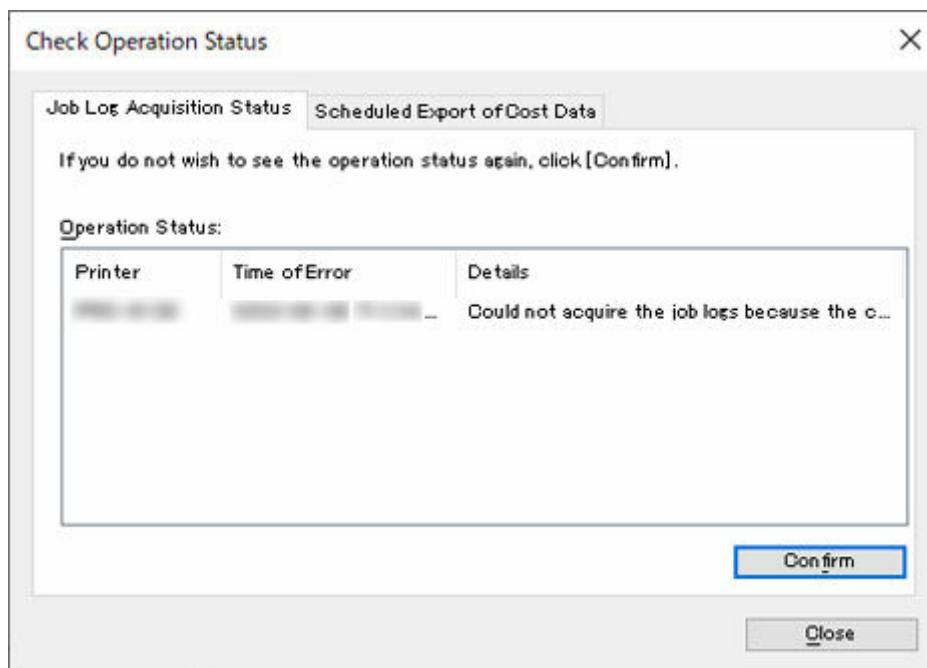 Check Operation Status
Job Log Acquisition Status Scheduled Export of Cost Data
If you do not wish to see the operation status again, click [Confirm].
Operation Status:
Printer Time of Error Details
... Could not acquire the job logs because the c...
Confirm
Close